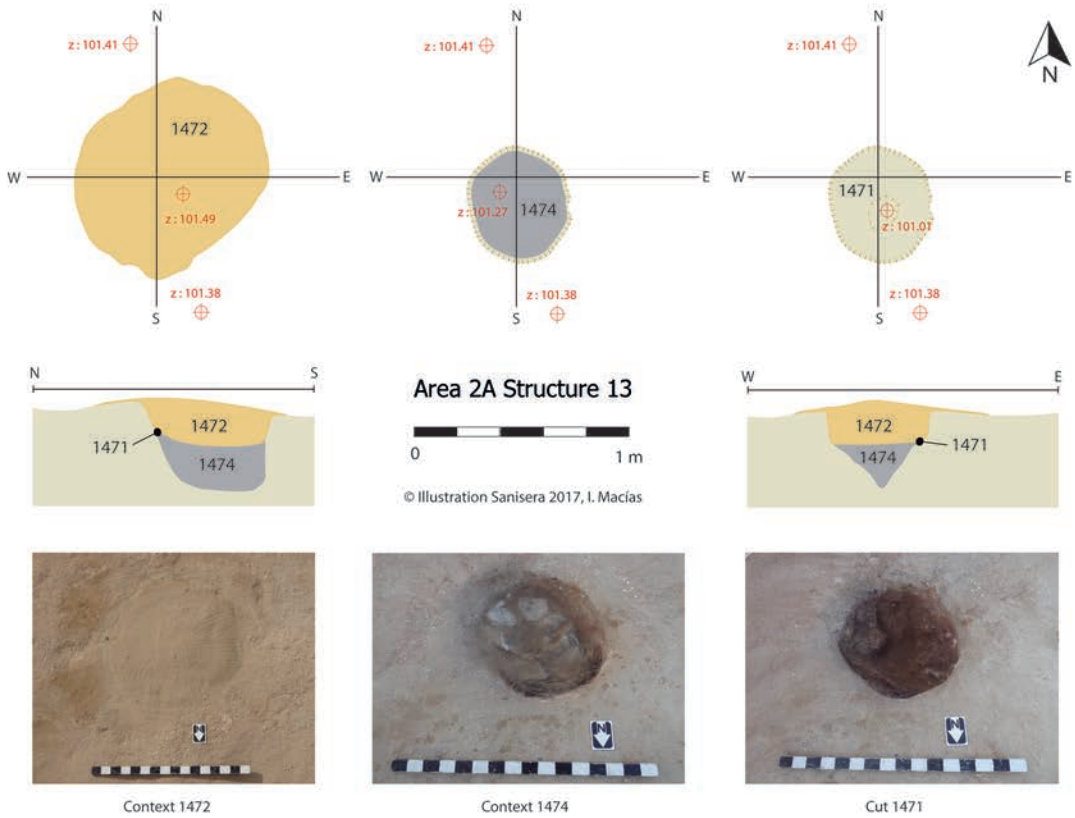 N
N
N
z : 101.41
z : 101.41
z : 101.41
N
1472
W
E
W
E
W
E
1471
z : 101.49
z : 101.27
1474
z : 101.01
z : 101.38
z : 101.38
z : 101.38
S
S
S
N
S
W
E
Area 2A Structure 13
1472
1472
1471
1471
1474
1474
0
1 m
© Illustration Sanisera 2017, I. Macías
N
N
N
Context 1472
Context 1474
Cut 1471